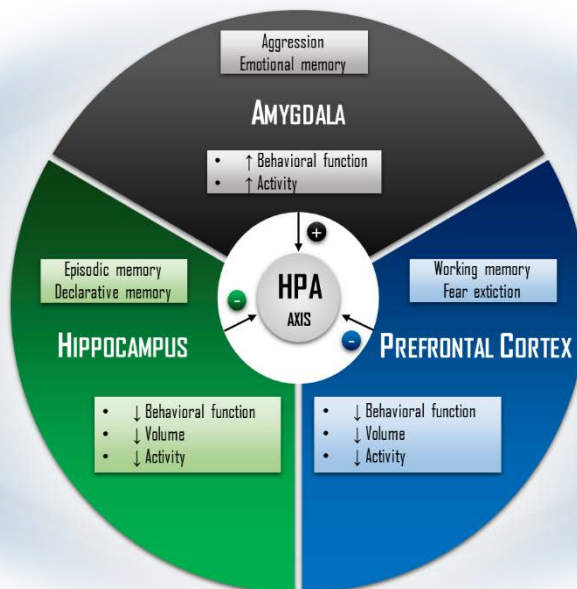 Aggression
Emotional memory
AMYGDALA
• ↑ Behavioral function
• ↑ Activity
+
Episodic memory
Declarative memory
HIPPOCAMPUS
-
HPA
AXIS
-
Working memory
Fear extiction
PREFRONTAL CORTEX
• ↓ Behavioral function
• ↓ Volume
• ↓ Activity
• ↓ Behavioral function
• ↓ Volume
• ↓ Activity